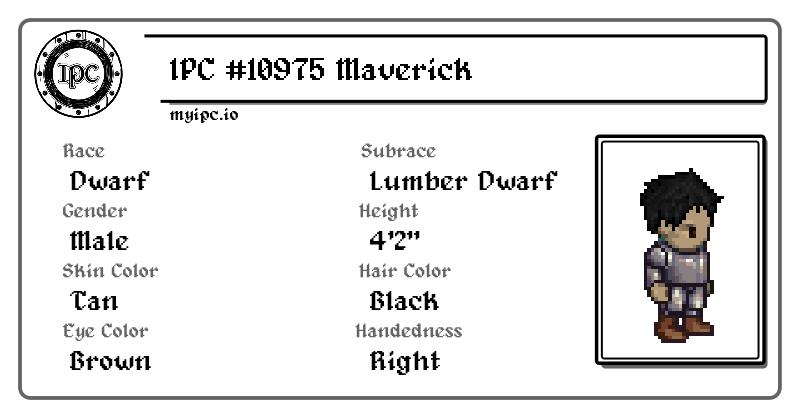 IPC
IPC #10975 Maverick
myipc.io
Race
Dwarf
Subrace
Lumber Dwarf
Gender
Male
Height
4'2"
Skin Color
Tan
Hair Color
Black
Eye Color
Brown
Handedness
Right